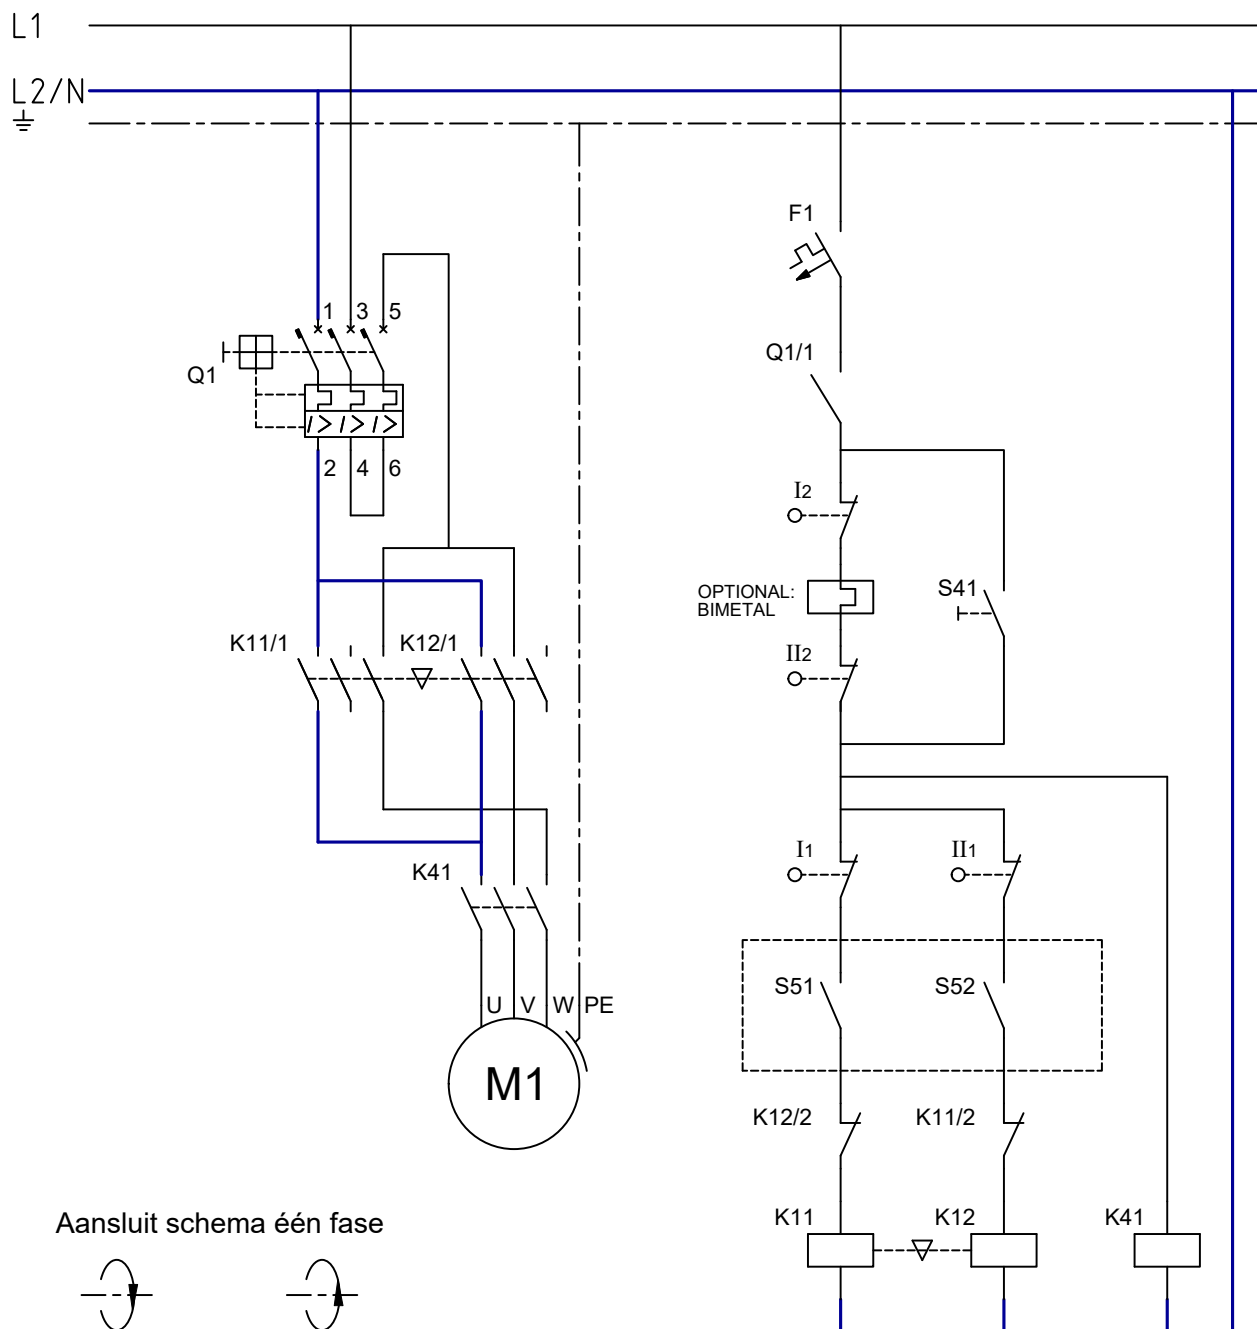 L1
L2/N
F1
1 3 5
Q1
Q1/1
2 4 6
I2
OPTIONAL:
BIMETAL
S41
K11/1
K12/1
II2
K41
I1
II1
S51
S52
U V W PE
M1
K12/2
K11/2
Aansluit schema één fase
K11
K12
K41
I> I> I>